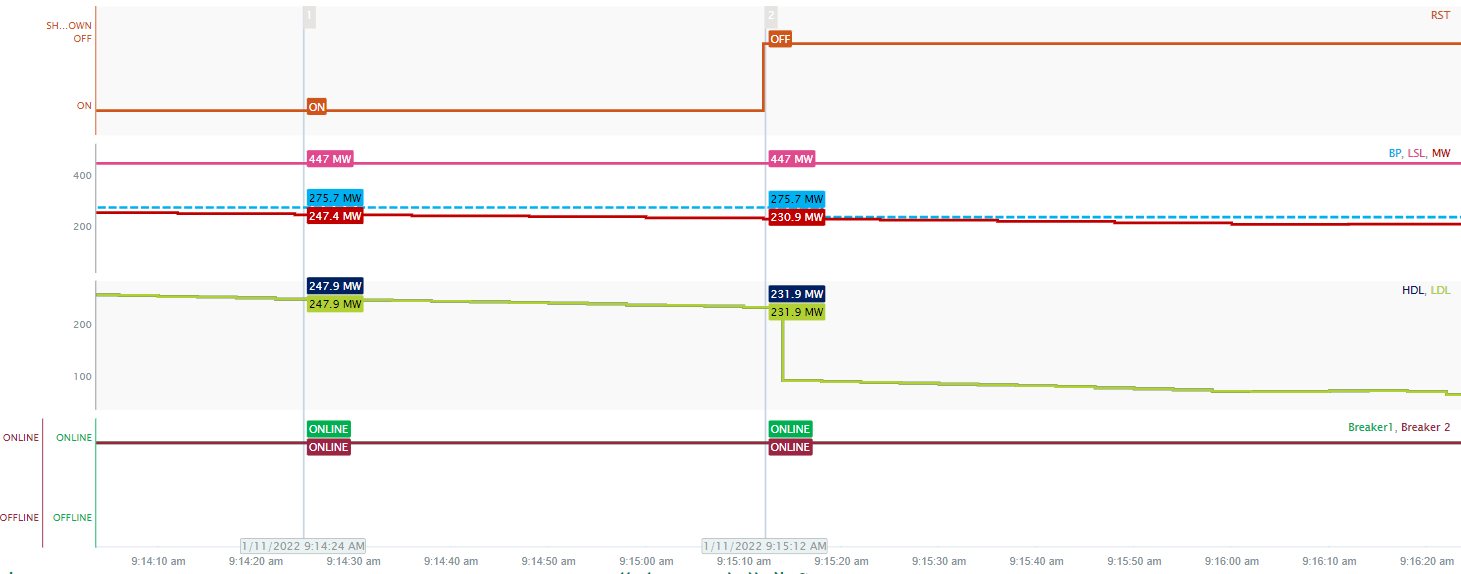 1
2
RST
SH...OWN
OFF
OFF
ON
ON
BP, LSL, MW
447 MW
447 MW
400
275.7 MW
275.7 MW
247.4 MW
230.9 MW
200
HDL, LDL
247.9 MW
231.9 MW
247.9 MW
231.9 MW
200
100
Breaker1, Breaker 2
ONLINE
ONLINE
ONLINE
ONLINE
ONLINE
ONLINE
OFFLINE
OFFLINE
1/11/2022 9:14:24 AM
1/11/2022 9:15:12 AM
9:14:10 am
9:14:20 am
9:14:30 am
9:14:40 am
9:14:50 am
9:15:00 am
9:15:10 am
9:15:20 am
9:15:30 am
9:15:40 am
9:15:50 am
9:16:00 am
9:16:10 am
9:16:20 am